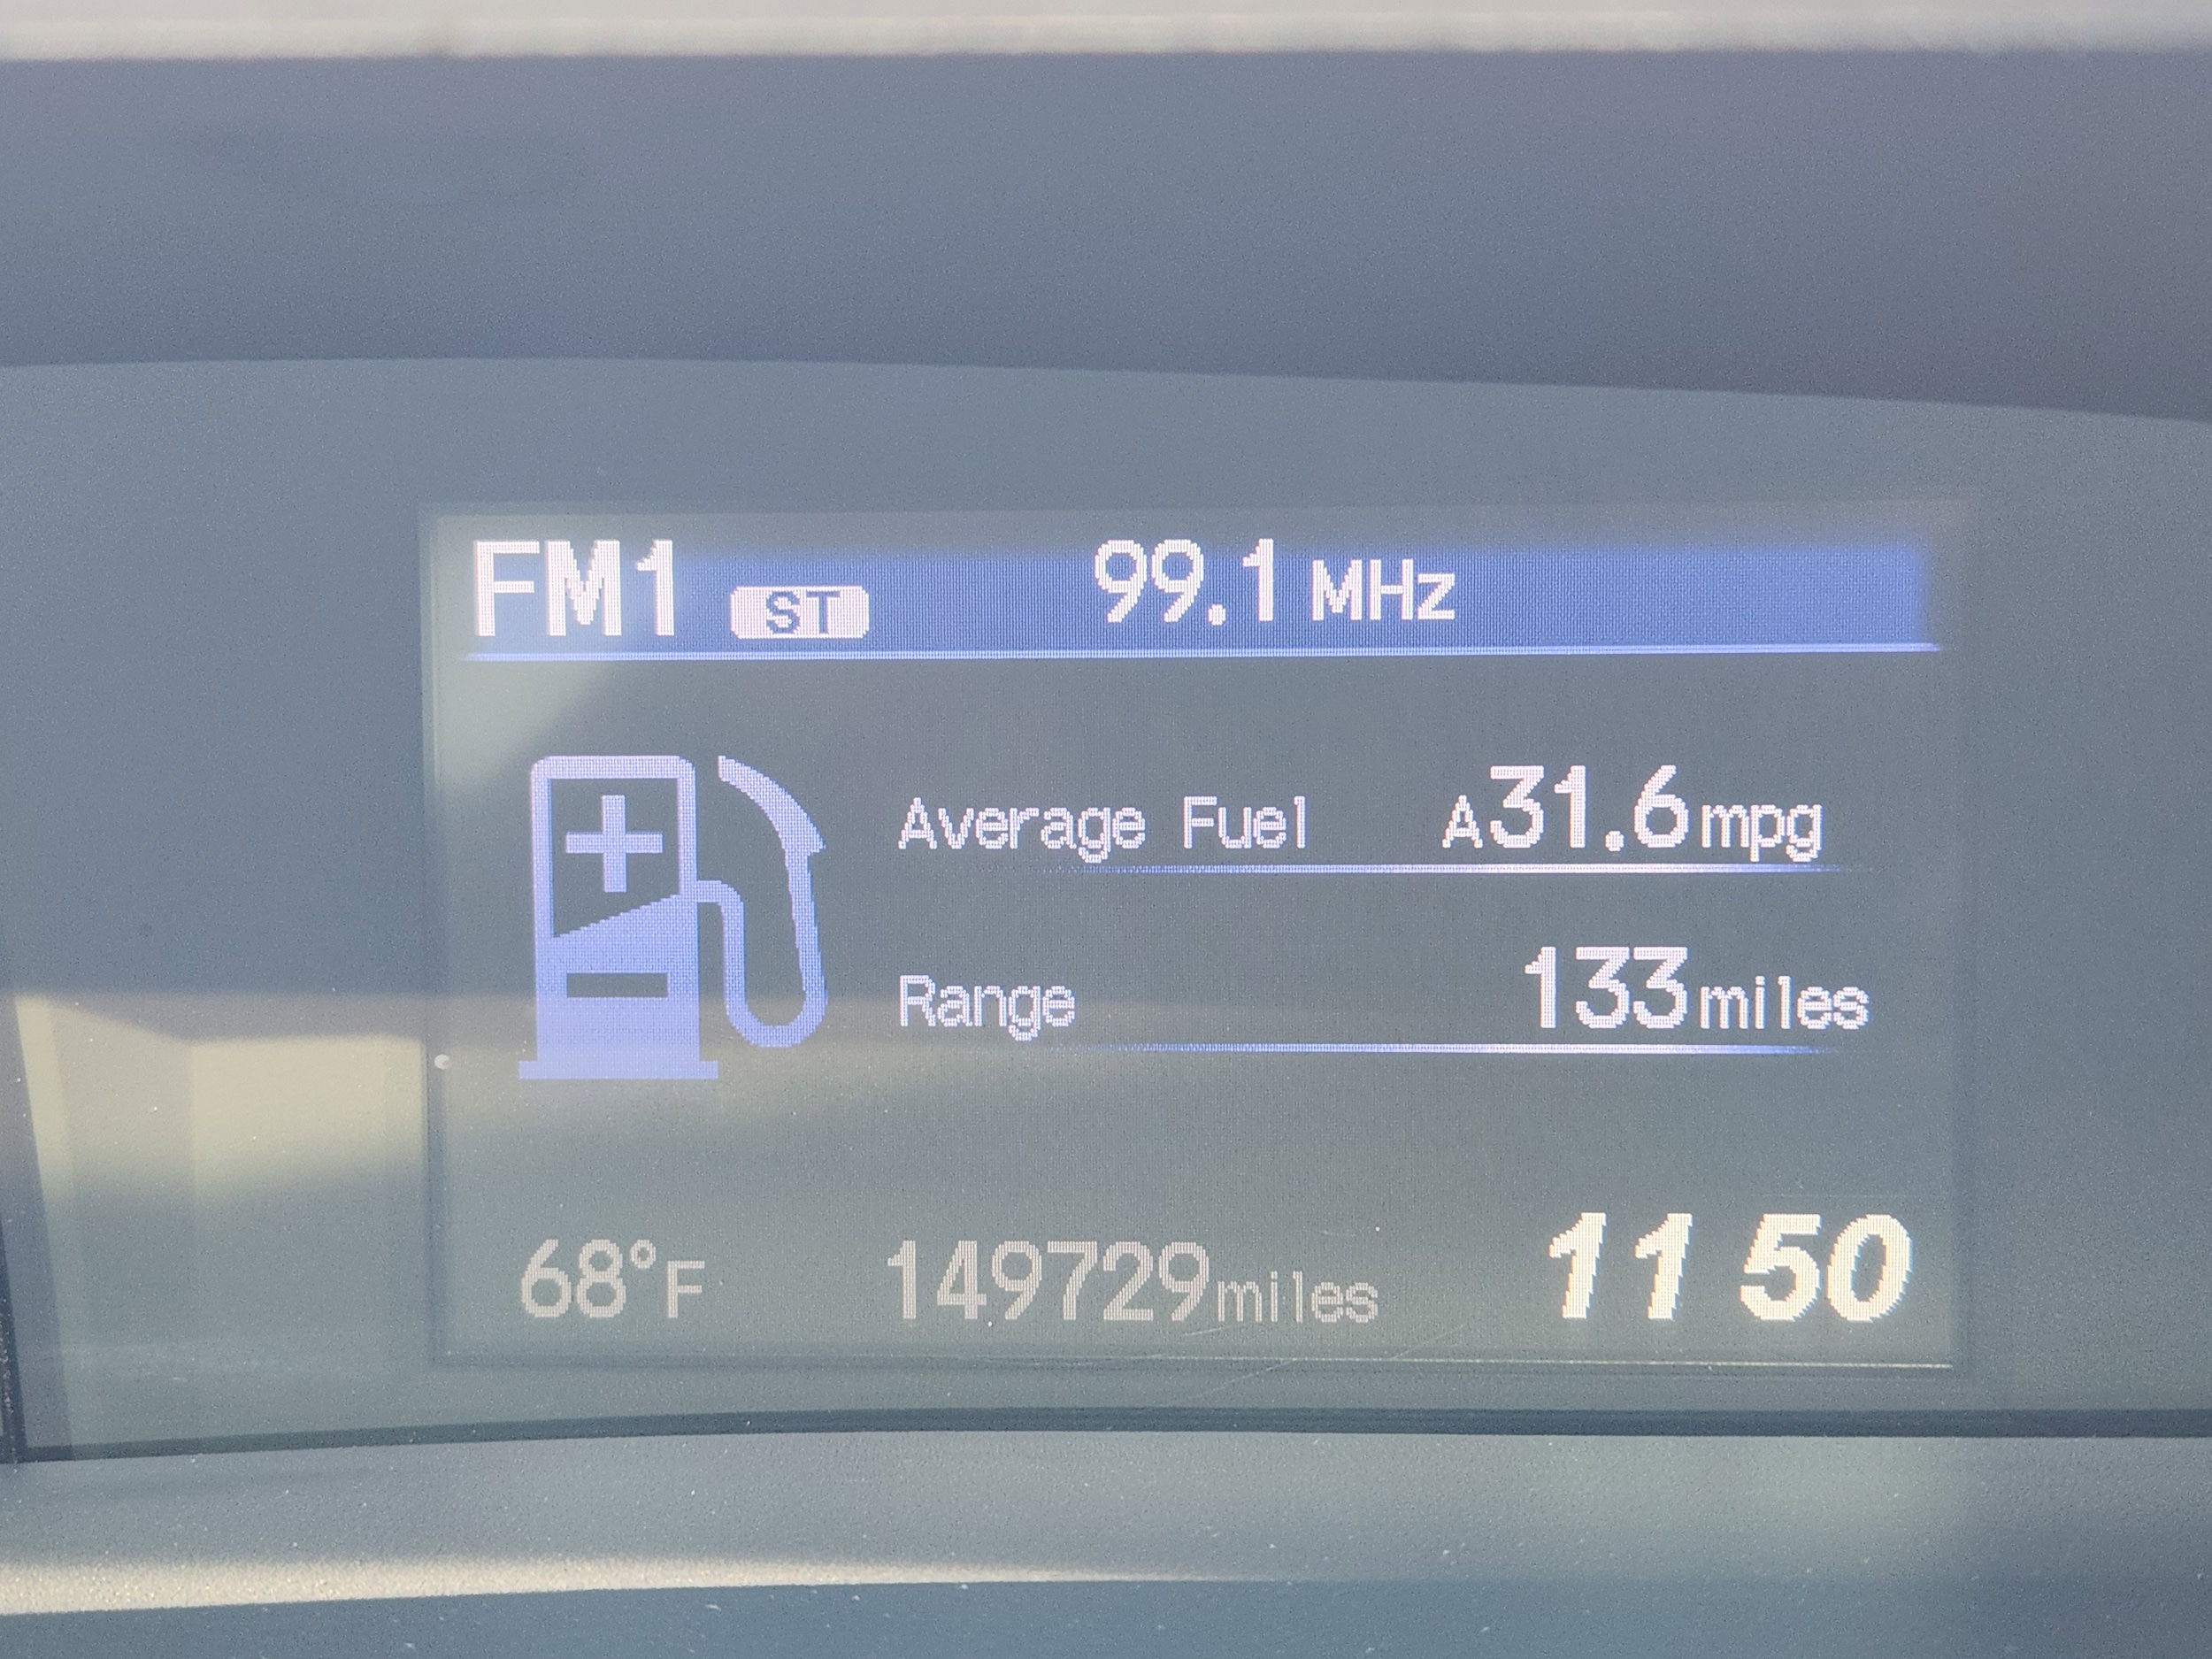 FM1 ST 99.1 MHz
Average Fuel A31.6mpg
Range 133miles
68°F 149729miles 11 50